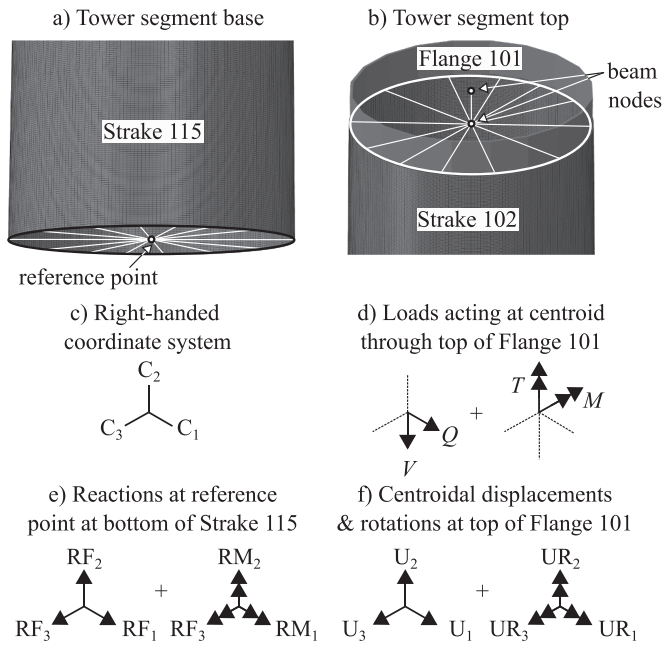 a) Tower segment base
b) Tower segment top
Flange 101
beam
nodes
Strake 115
Strake 102
reference point
c) Right-handed
coordinate system
C2
C3
C1
d) Loads acting at centroid
through top of Flange 101
Q
V
+
T
M
e) Reactions at reference
point at bottom of Strake 115
RF2
RF3
RF1
+
RM2
RF3
RM1
f) Centroidal displacements
& rotations at top of Flange 101
U2
U3
U1
+
UR2
UR3
UR1